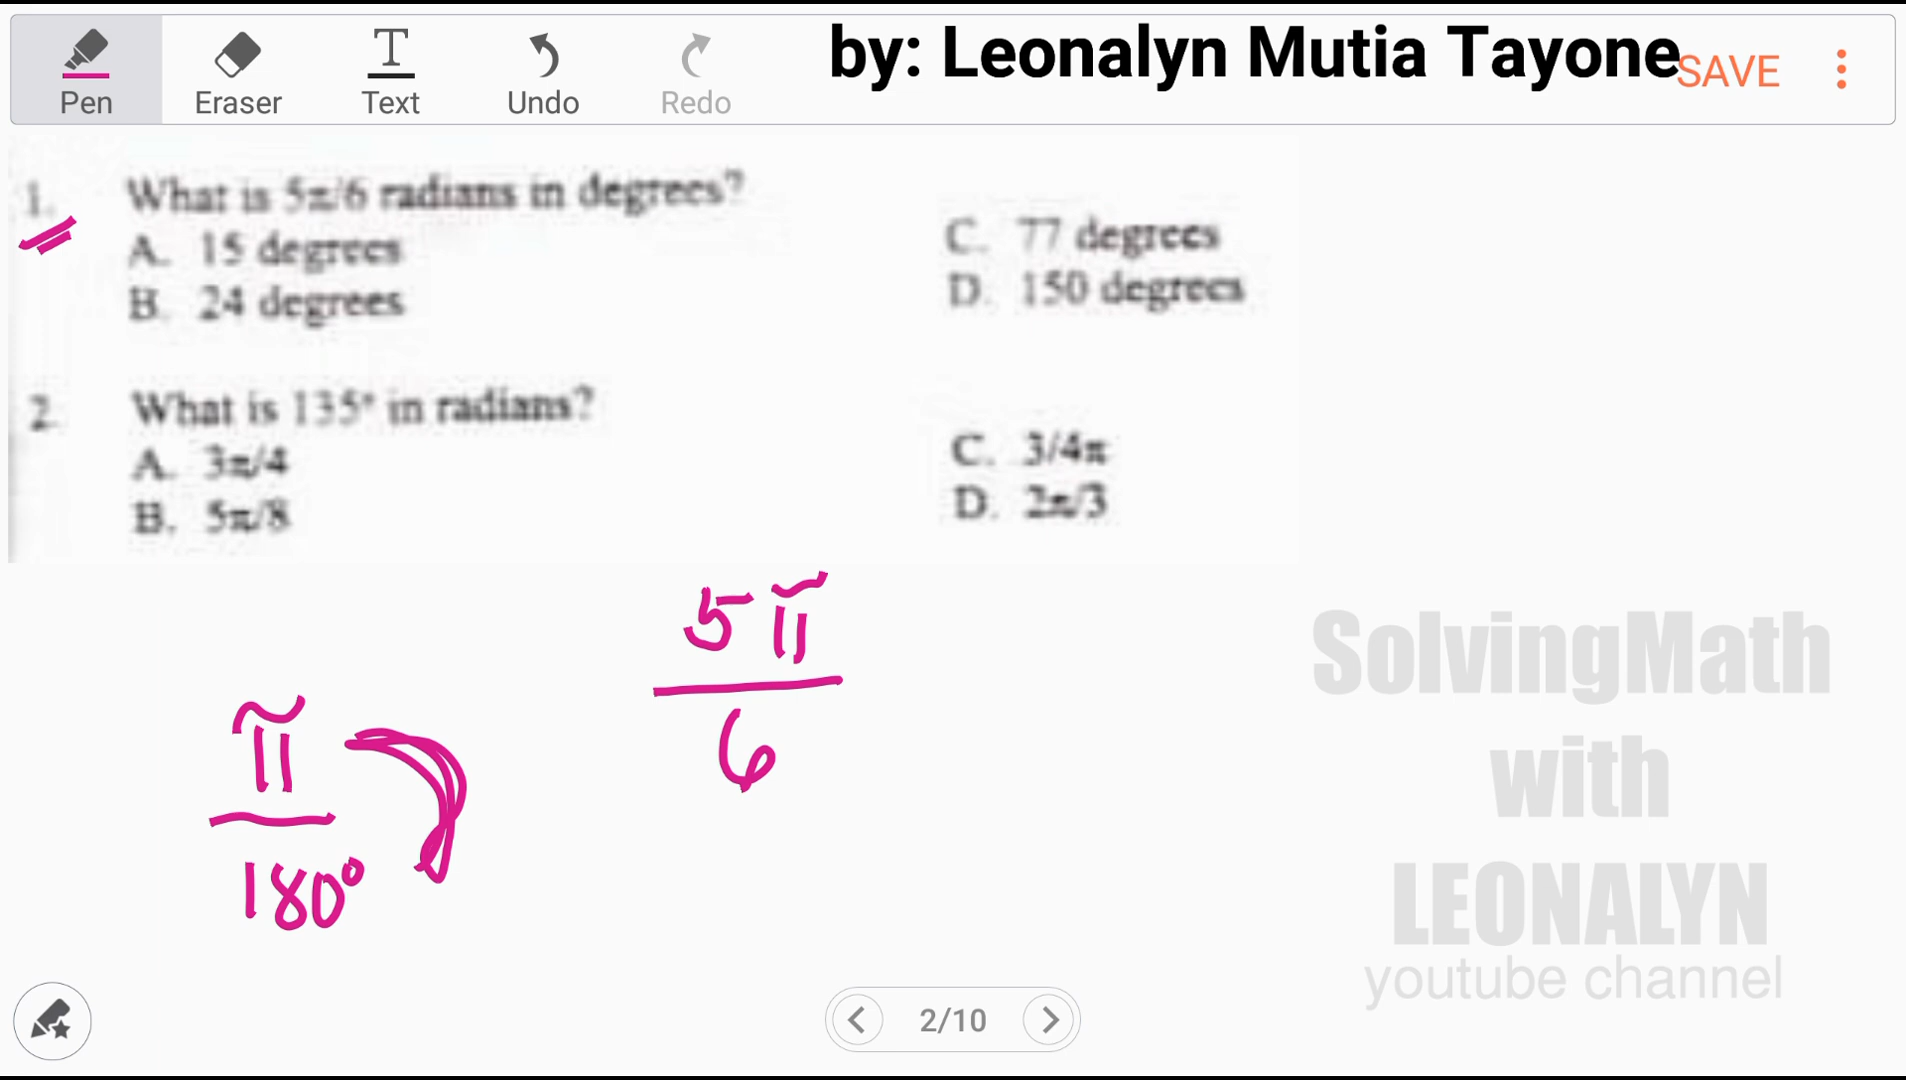 by: Leonalyn Mutia Tayone
Pen
Eraser
Text
Undo
Redo
SAVE
1. What is 5π/6 radians in degrees?
A. 15 degrees
B. 24 degrees
C. 77 degrees
D. 150 degrees
2. What is 135° in radians?
A. 3π/4
B. 5π/8
C. 3/4π
D. 2π/3
5π
6
π
180°
SolvingMath
with
LEONALYN
youtube channel
2/10